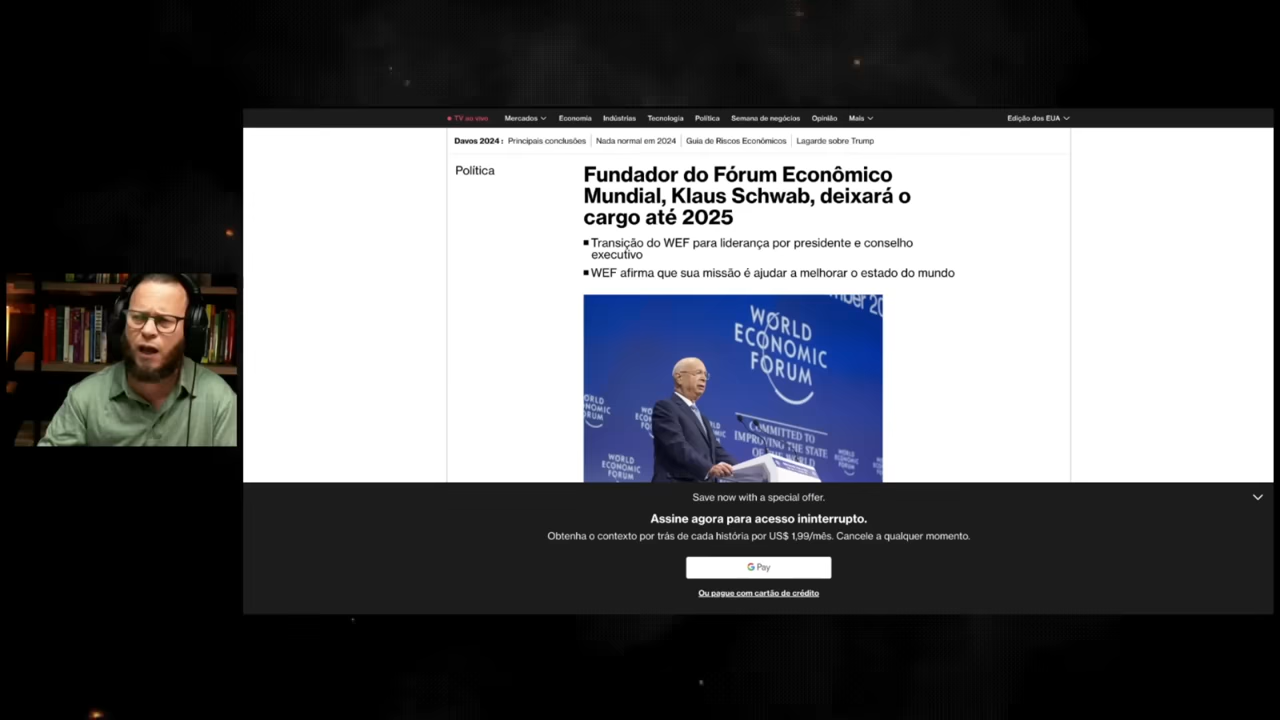 TV ao vivo Mercados Economia Indústrias Tecnologia Política Semana de negócios Opinião Mais Edição dos EUA
Davos 2024: Principais conclusões Nada normal em 2024 Guia de Riscos Econômicos Lagarde sobre Trump
Política
Fundador do Fórum Econômico
Mundial, Klaus Schwab, deixará o
cargo até 2025
Transição do WEF para liderança por presidente e conselho
executivo
WEF afirma que sua missão é ajudar a melhorar o estado do mundo
WORLD
ECONOMIC
FORUM
COMMITTED TO
IMPROVING THE STATE
OF THE WORLD
WORLD
ECONOMIC
FORUM
Save now with a special offer.
Assine agora para acesso ininterrupto.
Obtenha o contexto por trás de cada história por US$ 1,99/mês. Cancele a qualquer momento.
G Pay
Ou pague com cartão de crédito